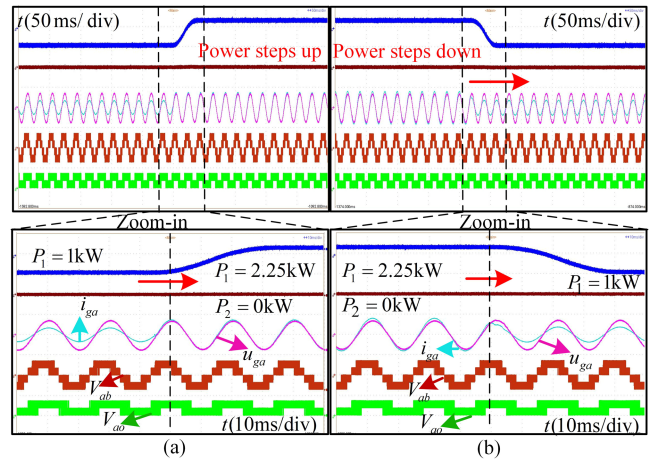 t(50 ms/ div)
t(50ms/div)
Power steps up
Power steps down
Zoom-in
Zoom-in
P1 = 1kW
P1 = 2.25kW
P2 = 0kW
iga
uga
Vab
Vao
t(10ms/div)
P1 = 2.25kW
P1 = 1kW
P2 = 0kW
iga
uga
Vab
Vao
t(10ms/div)
(a)
(b)